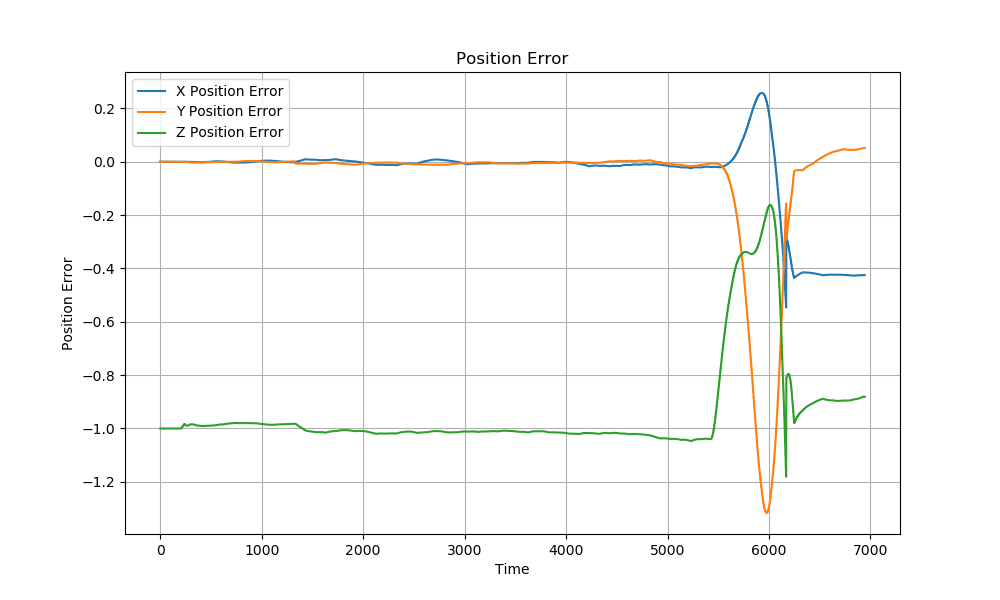 Position Error
X Position Error
Y Position Error
Z Position Error
0.2
0.0
−0.2
−0.4
−0.6
−0.8
−1.0
−1.2
Position Error
0 1000 2000 3000 4000 5000 6000 7000
Time